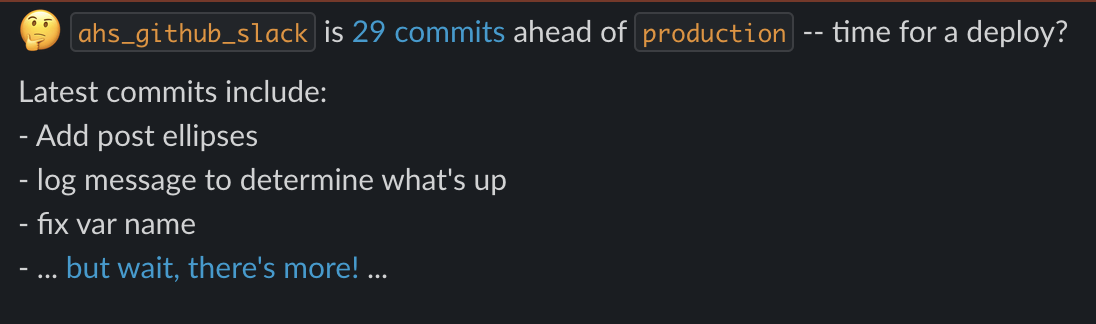 🤔 ahs_github_slack is 29 commits ahead of production -- time for a deploy?
Latest commits include:
- Add post ellipses
- log message to determine what's up
- fix var name
- ... but wait, there's more! ...